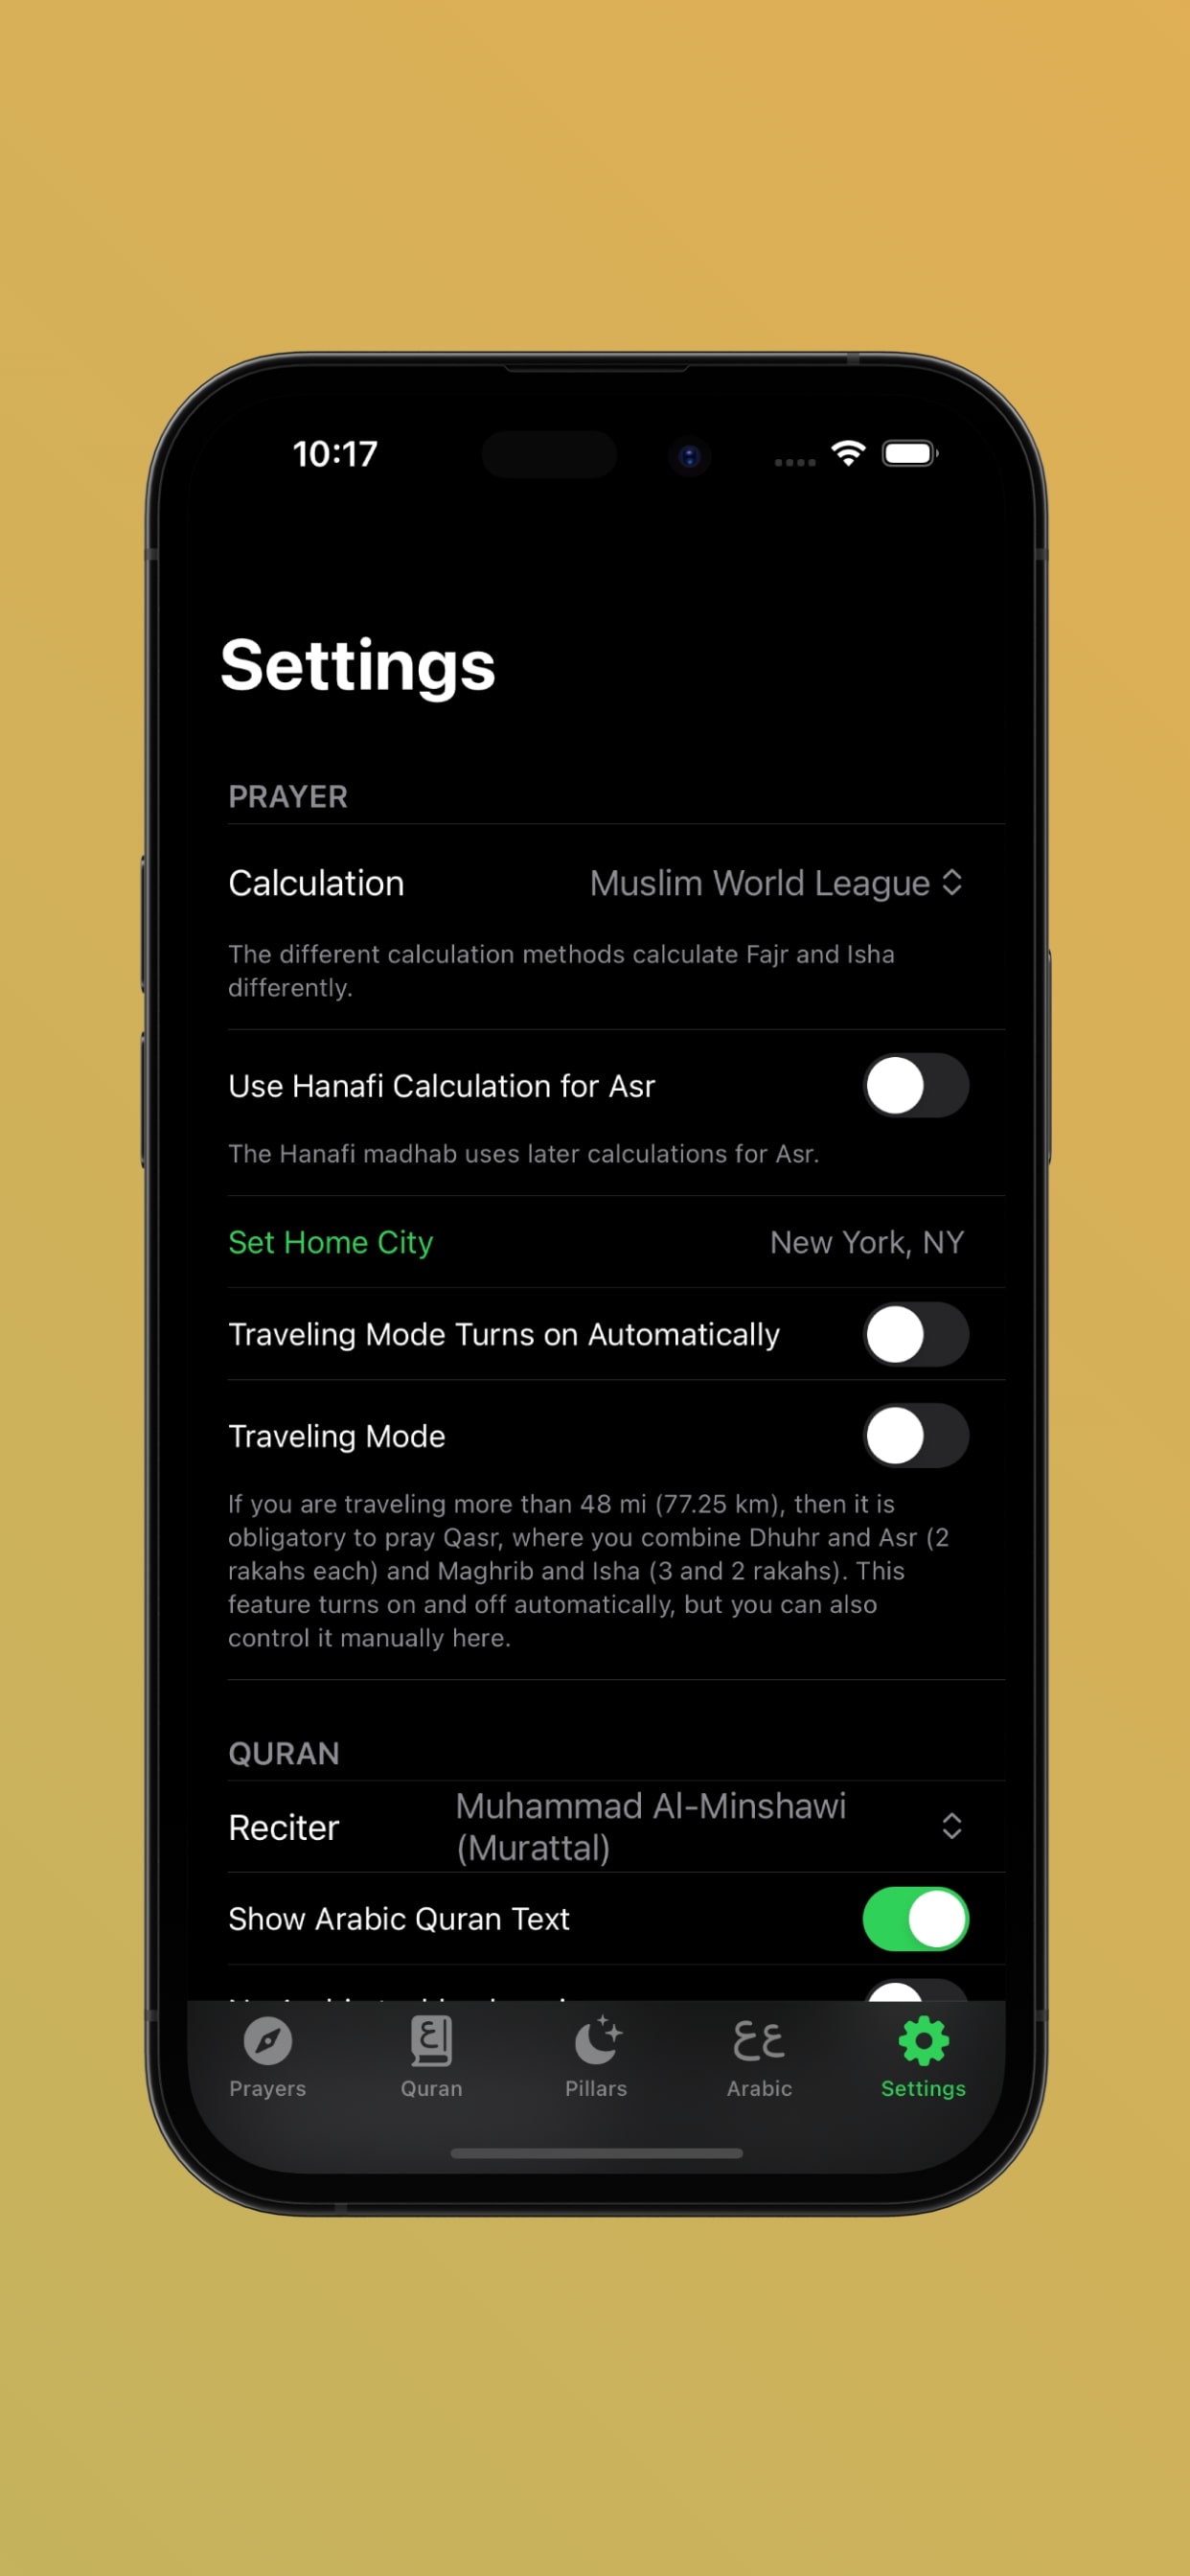 10:17
Settings
PRAYER
Calculation Muslim World League
The different calculation methods calculate Fajr and Isha
differently.
Use Hanafi Calculation for Asr
The Hanafi madhab uses later calculations for Asr.
Set Home City New York, NY
Traveling Mode Turns on Automatically
Traveling Mode
If you are traveling more than 48 mi (77.25 km), then it is
obligatory to pray Qasr, where you combine Dhuhr and Asr (2
rakahs each) and Maghrib and Isha (3 and 2 rakahs). This
feature turns on and off automatically, but you can also
control it manually here.
QURAN
Reciter Muhammad Al-Minshawi
(Murattal)
Show Arabic Quran Text
ع عع
Prayers Quran Pillars Arabic Settings